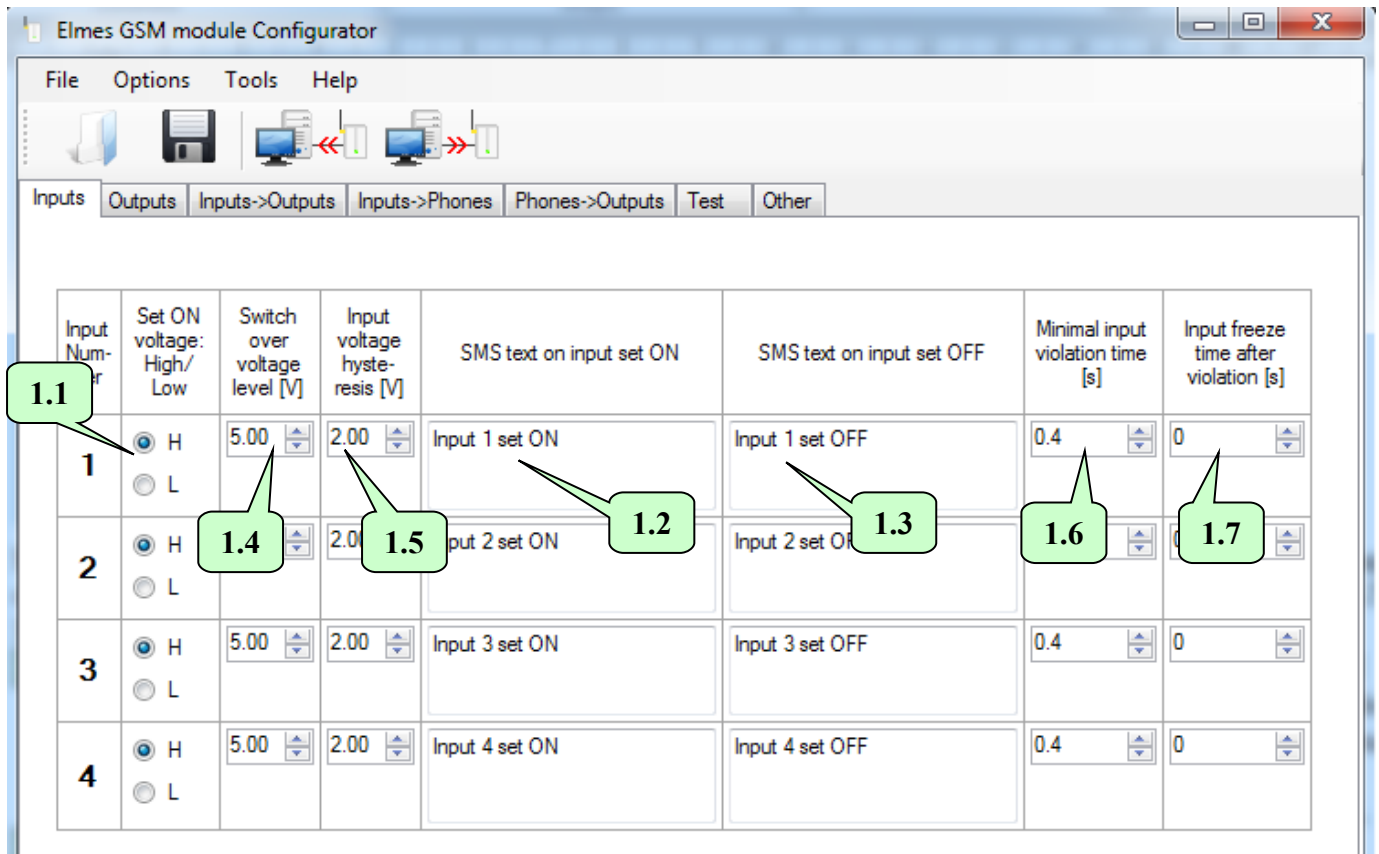 Elmes GSM module Configurator
File Options Tools Help
Inputs Outputs Inputs->Outputs Inputs->Phones Phones->Outputs Test Other
Input
Num-
Set ON
voltage:
High/
Low
Switch
over
voltage
level [V]
Input
voltage
hyste-
resis [V]
SMS text on input set ON
SMS text on input set OFF
Minimal input
violation time
[s]
Input freeze
time after
violation [s]
1.1
1
H
L
5.00
2.00
Input 1 set ON
Input 1 set OFF
0.4
0
1.4
1.5
1.2
1.3
1.6
1.7
2
H
L
2 set ON
Input 2 set
3
H
L
5.00
2.00
Input 3 set ON
Input 3 set OFF
0.4
0
4
H
L
5.00
2.00
Input 4 set ON
Input 4 set OFF
0.4
0